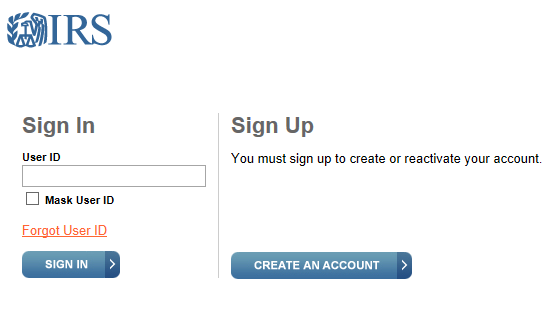 IRS
Sign In
User ID
Mask User ID
Forgot User ID
SIGN IN
Sign Up
You must sign up to create or reactivate your account.
CREATE AN ACCOUNT